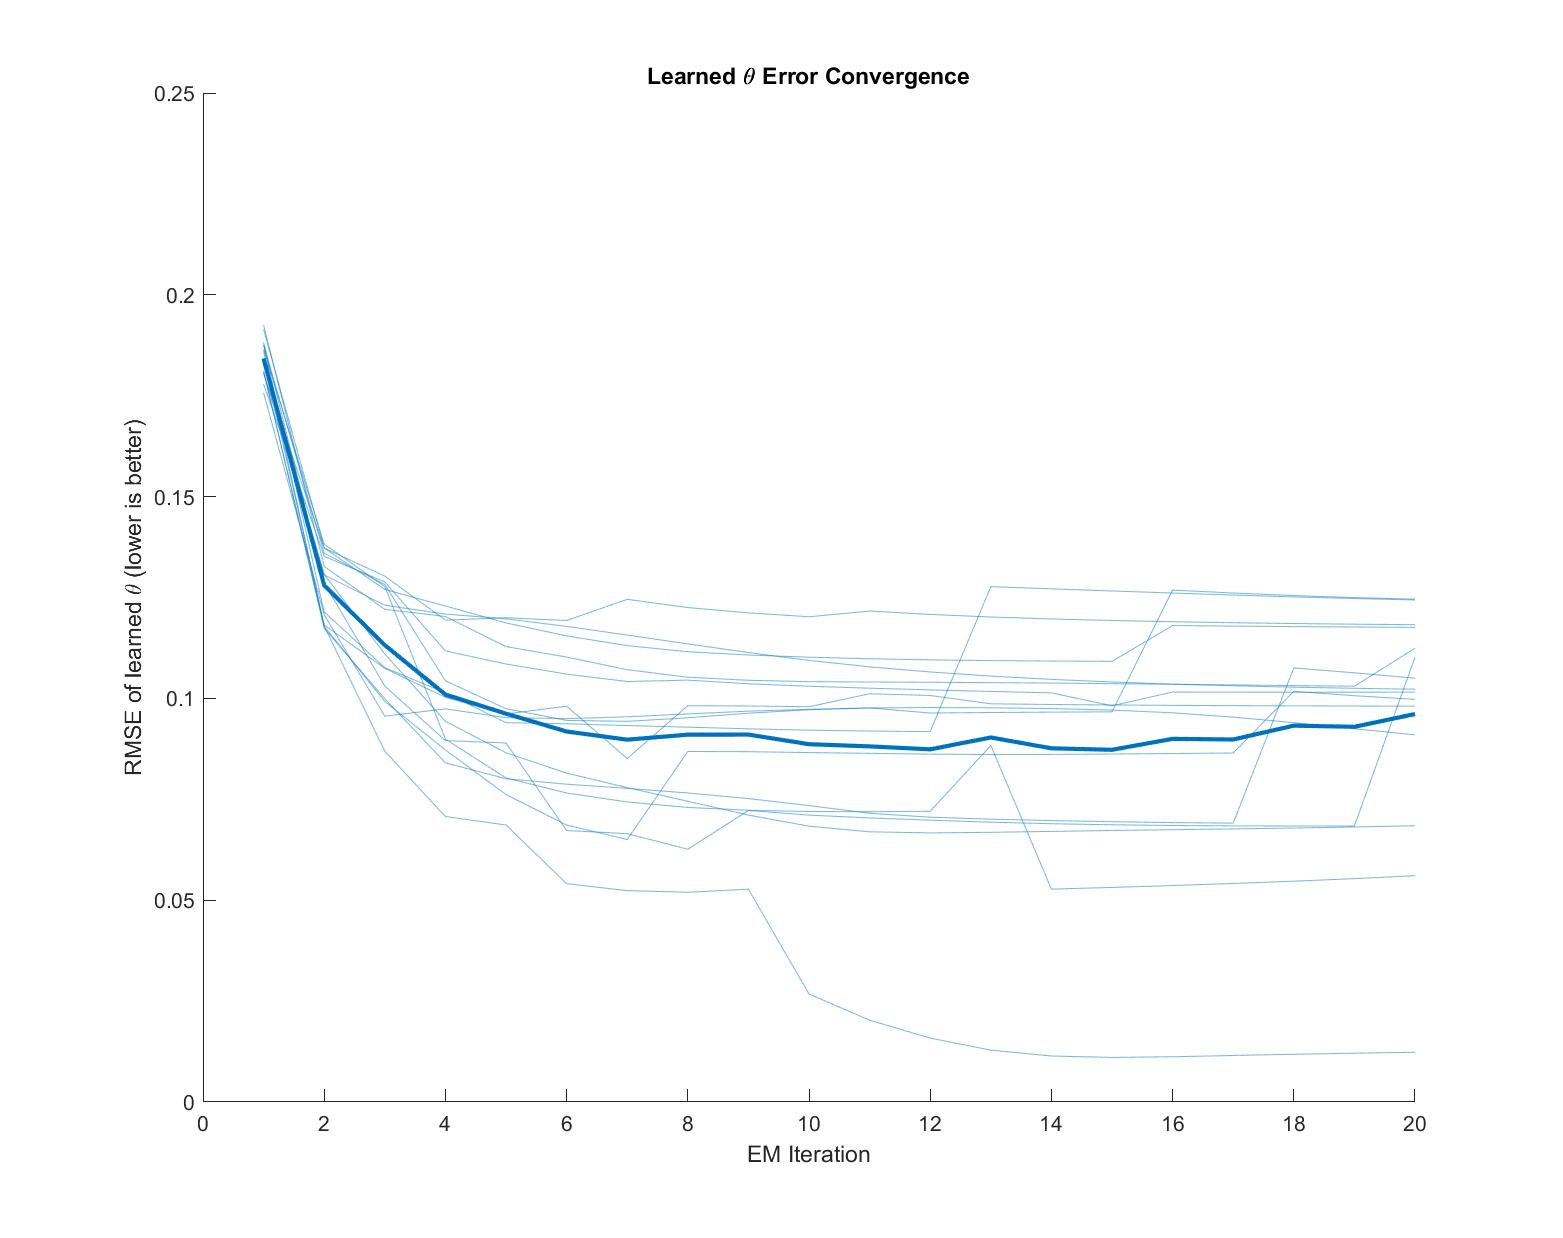 Learned θ Error Convergence
0.25
0.2
0.15
0.1
0.05
0
RMSE of learned θ (lower is better)
0 2 4 6 8 10 12 14 16 18 20
EM Iteration